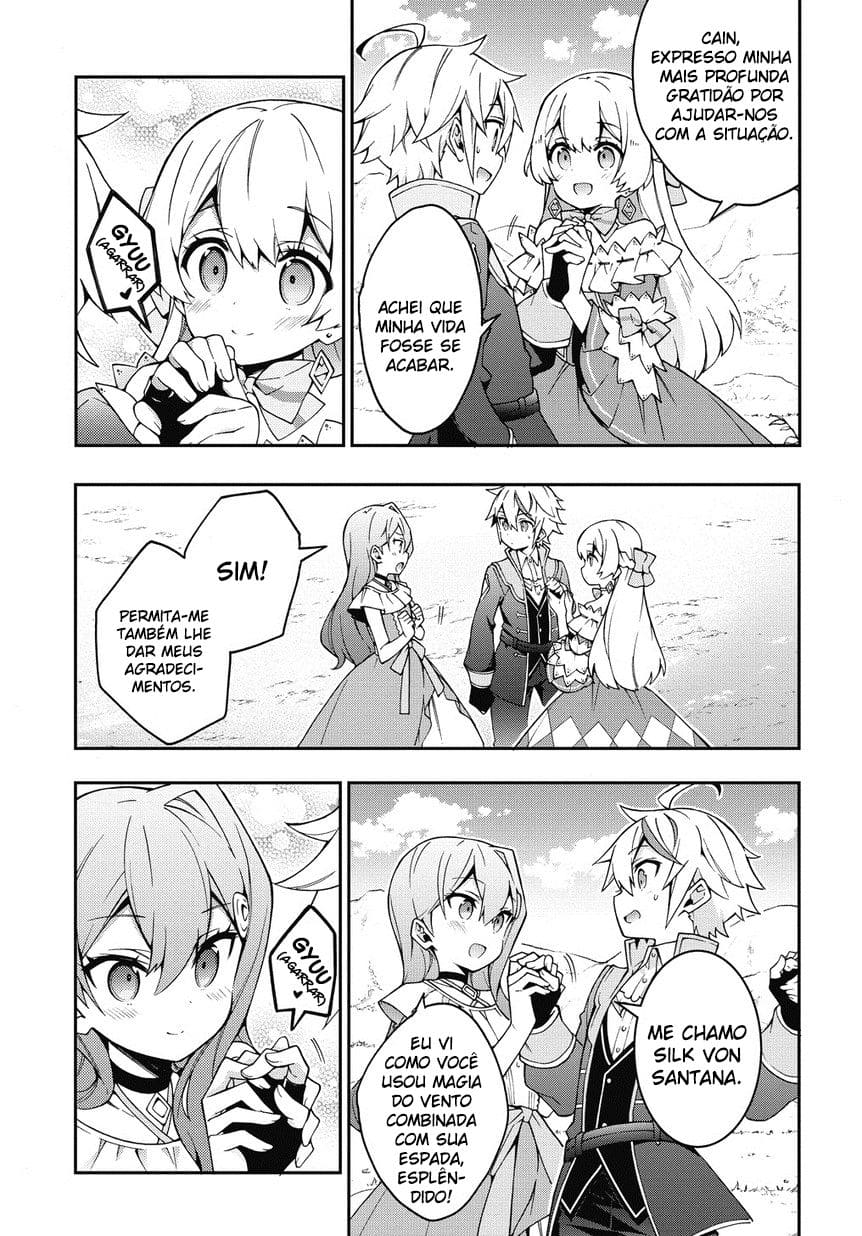 CAIN,
EXPRESSO MINHA
MAIS PROFUNDA
GRATIDÃO POR
AJUDAR-NOS
COM A SITUAÇÃO.
ACHEI QUE
MINHA VIDA
FOSSE SE
ACABAR.
GYUU
(AGARRAR)
♥
SIM!
PERMITA-ME
TAMBÉM LHE
DAR MEUS
AGRADECI-
MENTOS.
ME CHAMO
SILK VON
SANTANA.
EU VI
COMO VOCÊ
USOU MAGIA
DO VENTO
COMBINADA
COM SUA
ESPADA,
ESPLÊN-
DIDO!
GYUU
(AGARRAR)
♥